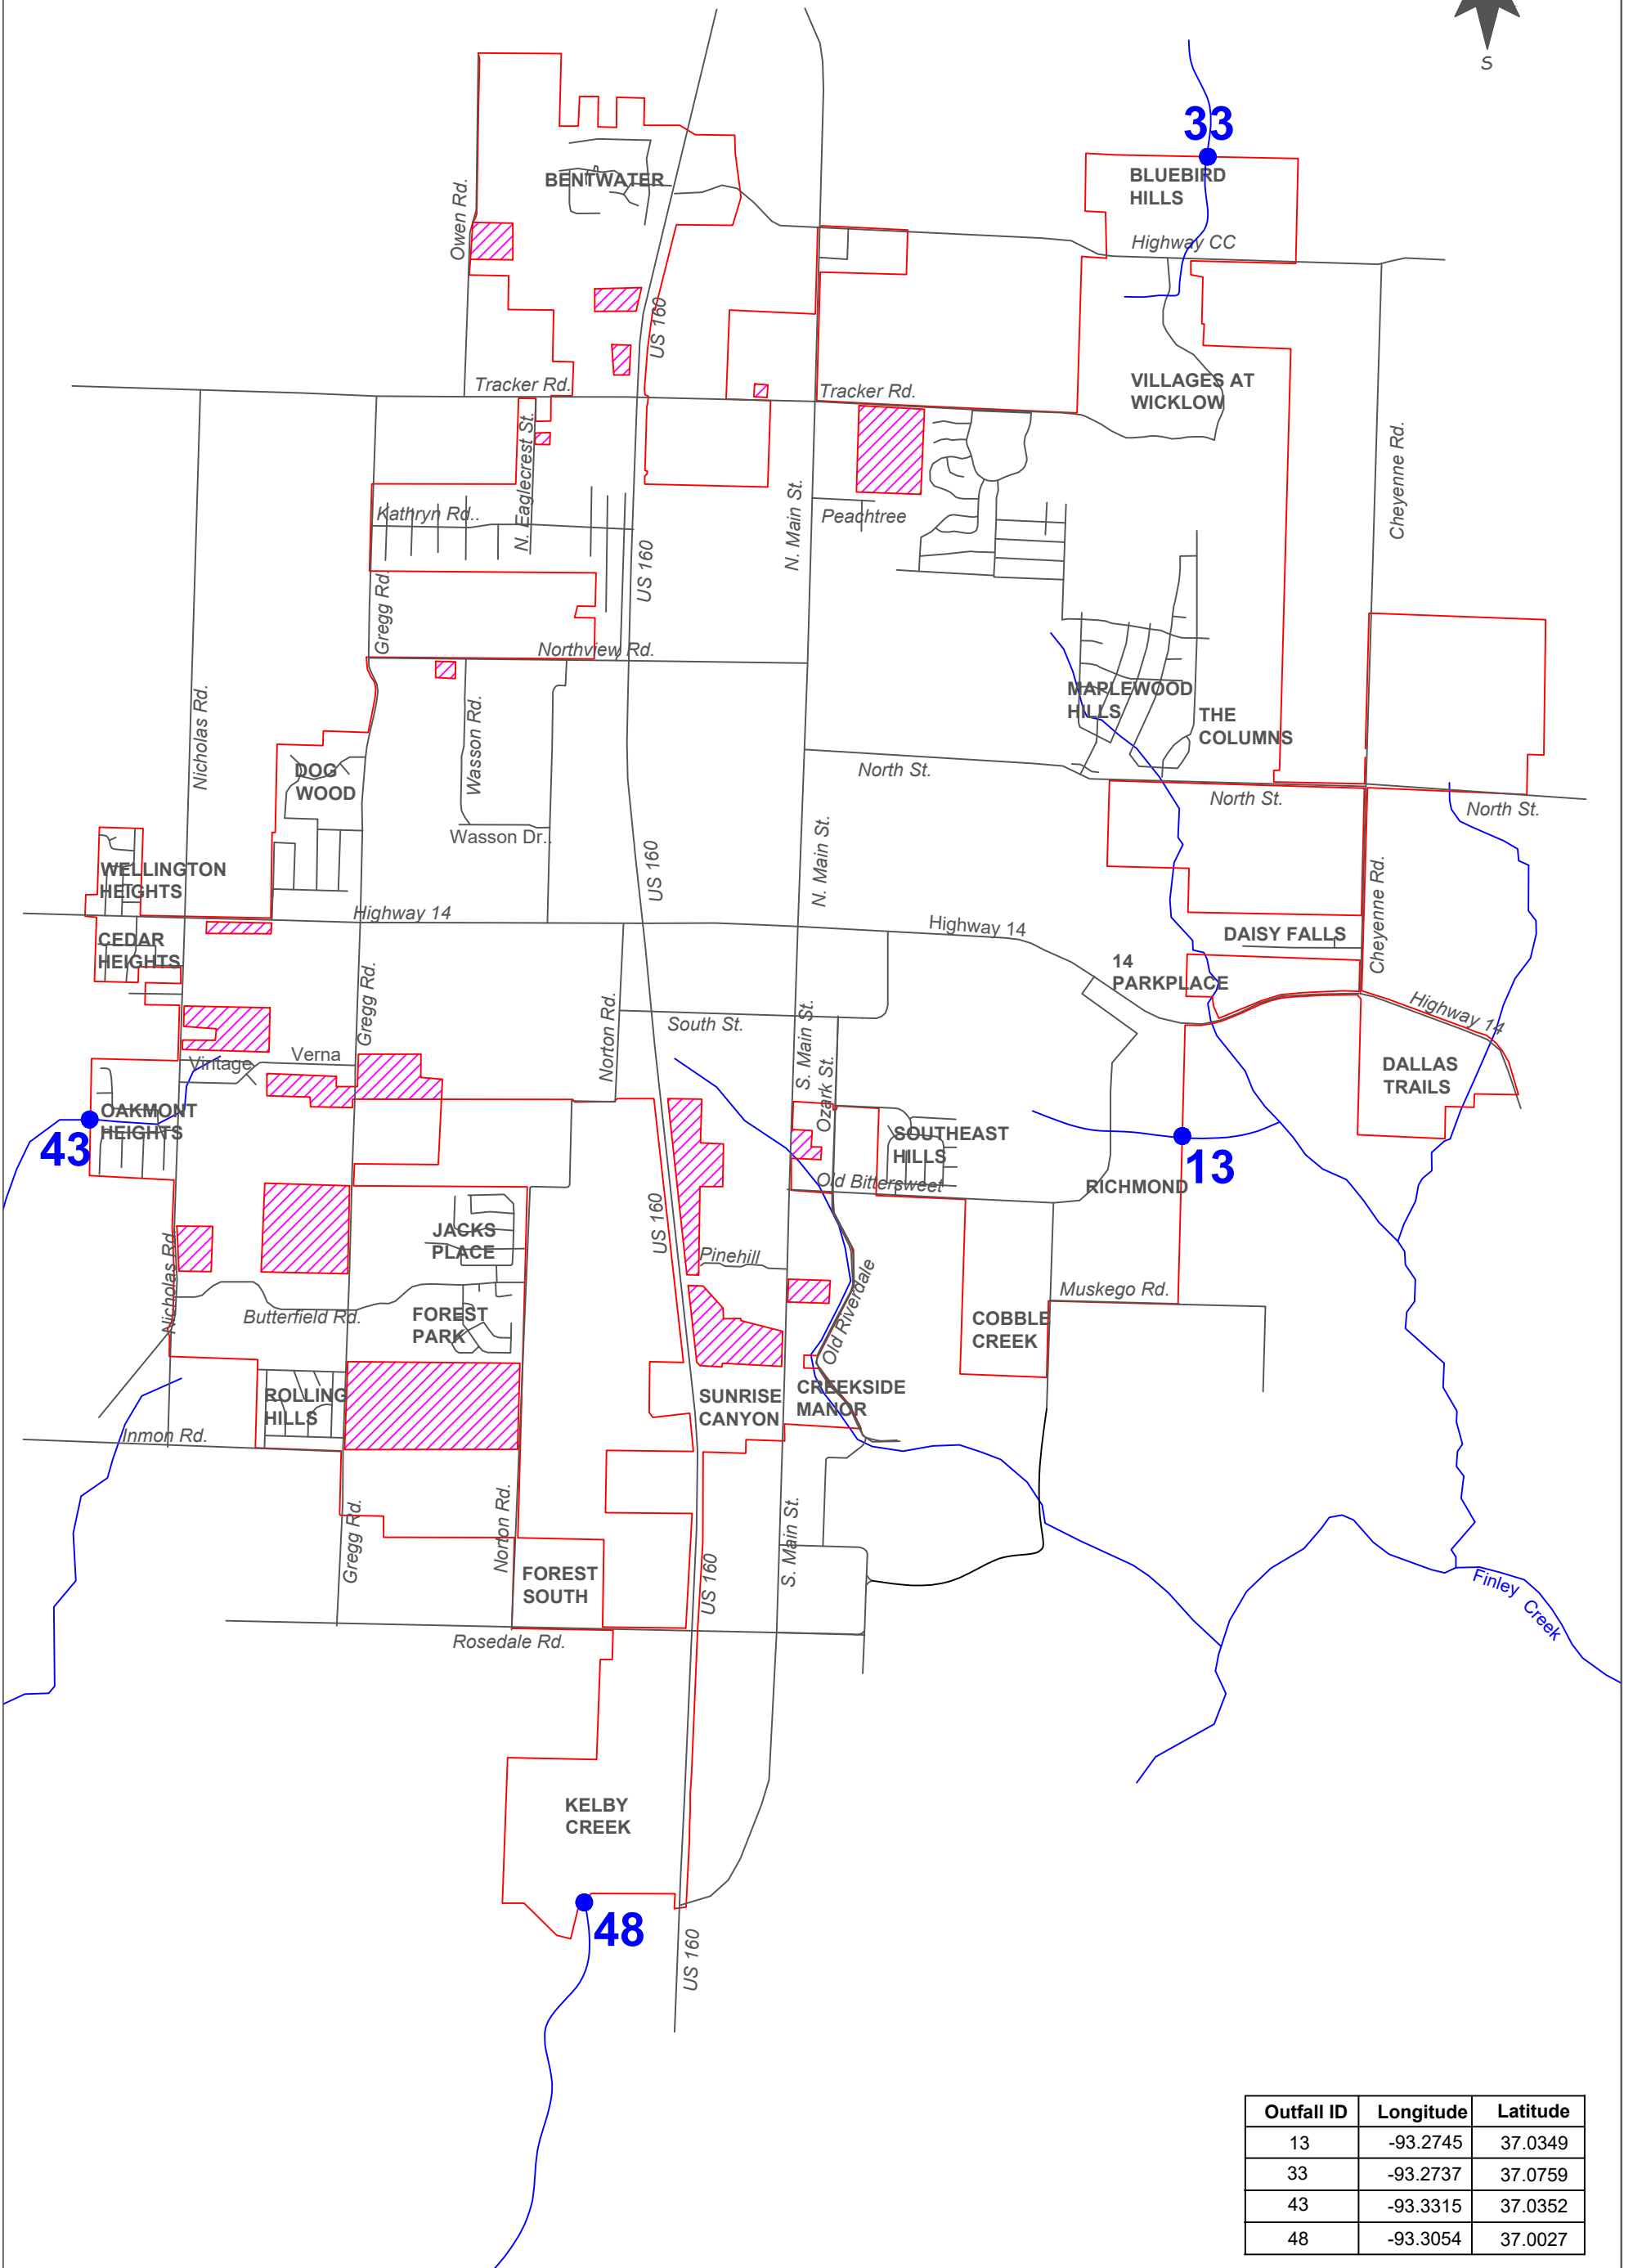 S
33
BLUEBIRD
HILLS
BENTWATER
Owen Rd.
Highway CC
US 160
VILLAGES AT
WICKLOW
Tracker Rd.
Tracker Rd.
N. Eaglecrest St.
Cheyenne Rd.
Kathryn Rd..
N. Main St.
Peachtree
US 160
Gregg Rd.
Northview Rd.
MAPLEWOOD
HILLS
THE
COLUMNS
Nicholas Rd.
Wasson Rd.
DOG
WOOD
North St.
North St.
North St.
Wasson Dr..
US 160
N. Main St.
WELLINGTON
HEIGHTS
Cheyenne Rd.
Highway 14
Highway 14
CEDAR
HEIGHTS
DAISY FALLS
14
PARKPLACE
Gregg Rd.
Norton Rd.
South St.
S. Main St.
Highway 14
Vintage
Verna
Ozark St.
DALLAS
TRAILS
OAKMONT
HEIGHTS
43
SOUTHEAST
HILLS
13
Old Bittersweet
RICHMOND
JACKS
PLACE
US 160
Nicholas Rd.
Pinehill
Old Riverdale
Muskego Rd.
Butterfield Rd.
FOREST
PARK
COBBLE
CREEK
ROLLING
HILLS
SUNRISE
CANYON
CREEKSIDE
MANOR
Inmon Rd.
Gregg Rd.
Norton Rd.
S. Main St.
US 160
FOREST
SOUTH
Finley Creek
Rosedale Rd.
KELBY
CREEK
48
US 160
Outfall ID Longitude Latitude
13 -93.2745 37.0349
33 -93.2737 37.0759
43 -93.3315 37.0352
48 -93.3054 37.0027